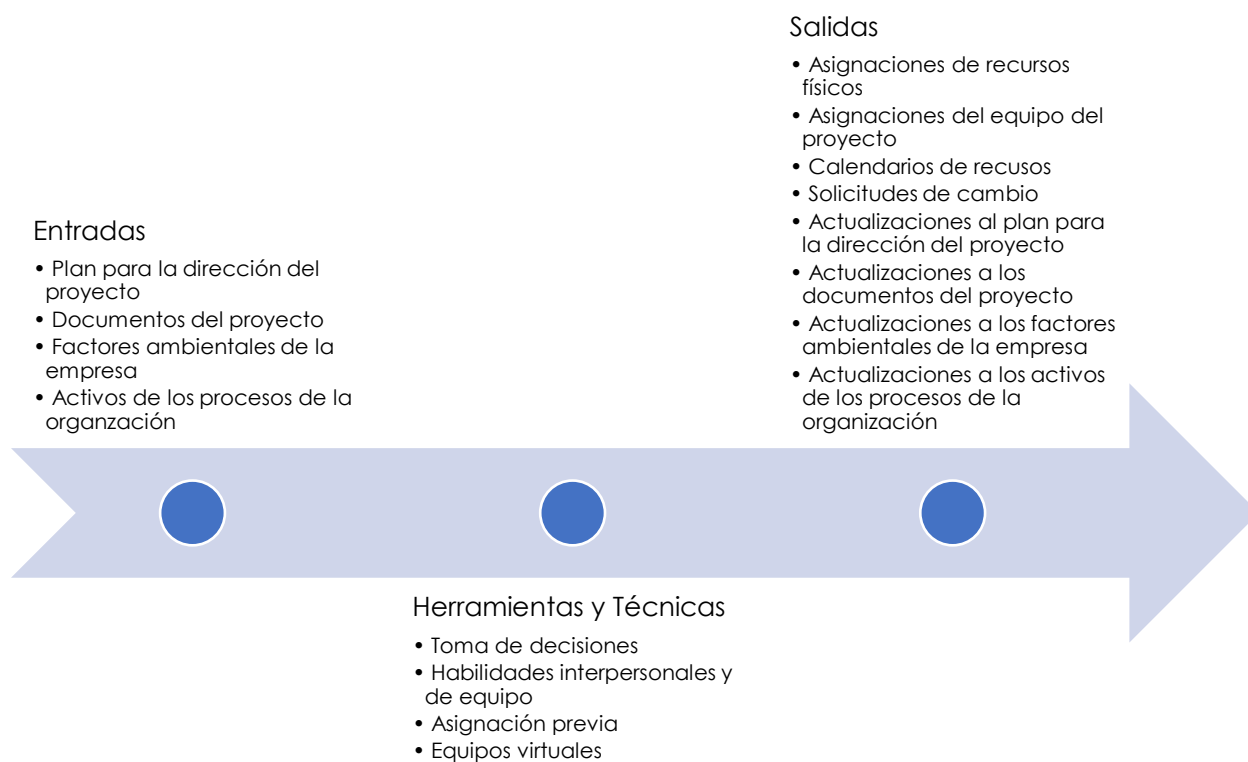 Entradas
• Plan para la dirección del
proyecto
• Documentos del proyecto
• Factores ambientales de la
empresa
• Activos de los procesos de la
organzación
Herramientas y Técnicas
• Toma de decisiones
• Habilidades interpersonales y
de equipo
• Asignación previa
• Equipos virtuales
Salidas
• Asignaciones de recursos
físicos
• Asignaciones del equipo del
proyecto
• Calendarios de recusos
• Solicitudes de cambio
• Actualizaciones al plan para
la dirección del proyecto
• Actualizaciones a los
documentos del proyecto
• Actualizaciones a los factores
ambientales de la empresa
• Actualizaciones a los activos
de los procesos de la
organización